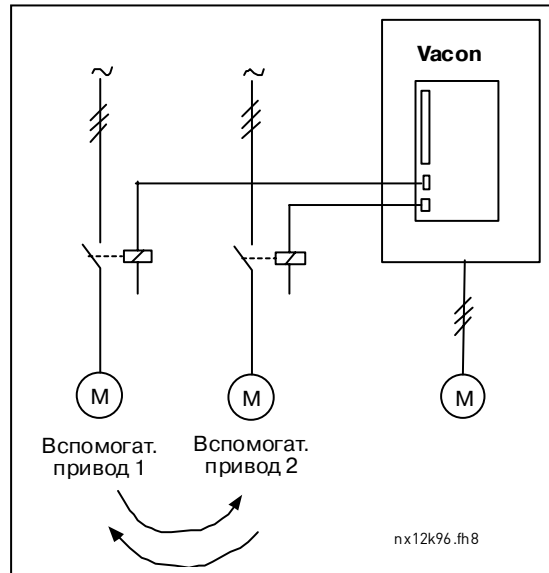 Vacon
M
M
M
Вспомогат.
привод 1
Вспомогат.
привод 2
nx12k96.fh8